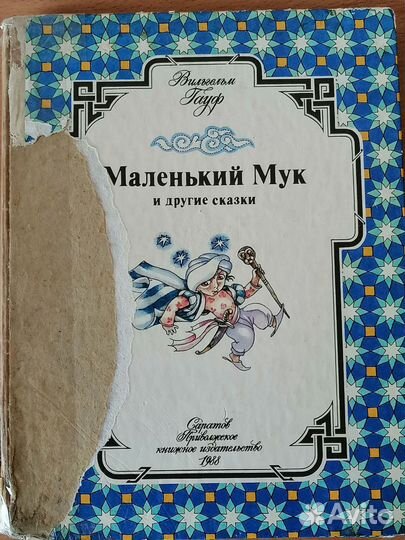 Вильгельм
Гауф
Маленький Мук
и другие сказки
Саратов
Приволжское
книжное издательство
1988
Avito